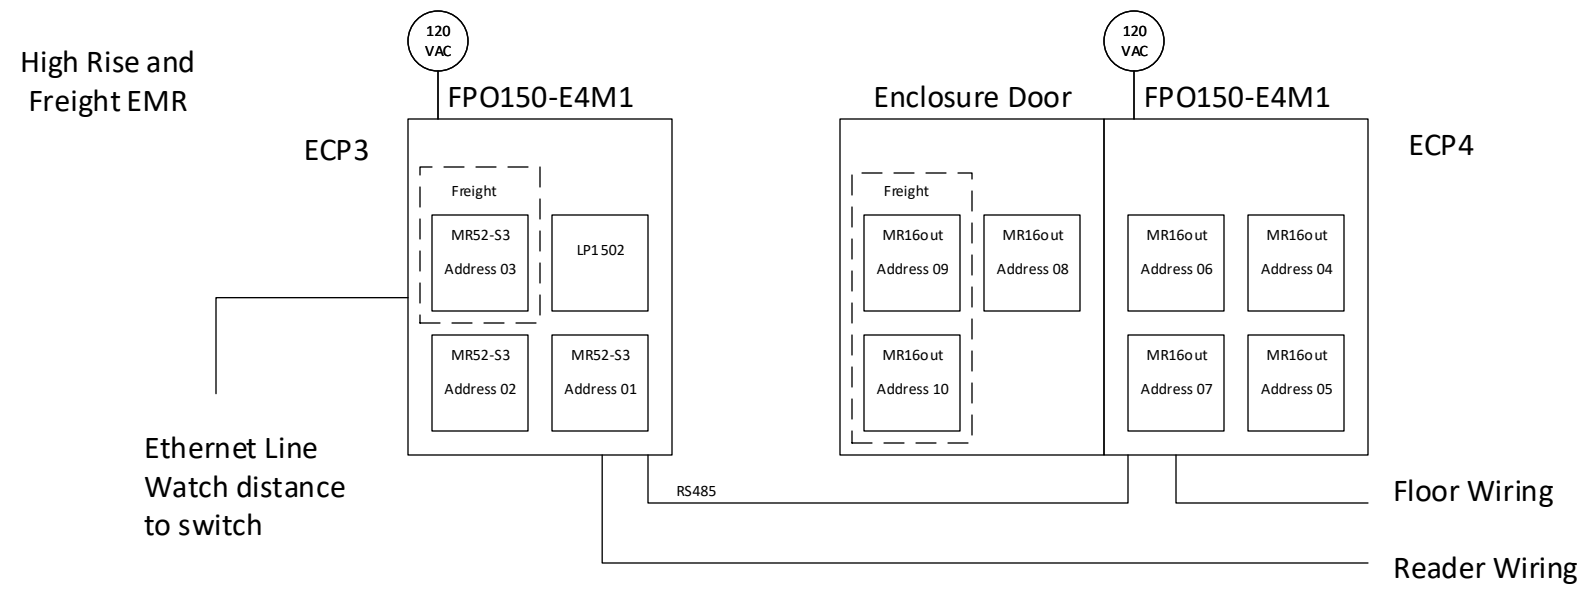 High Rise and
Freight EMR
120
VAC
FPO150-E4M1
ECP3
Freight
MR52-S3
Address 03
LP1502
MR52-S3
Address 02
MR52-S3
Address 01
Ethernet Line
Watch distance
to switch
RS485
Enclosure Door
120
VAC
FPO150-E4M1
ECP4
Freight
MR16out
Address 09
MR16out
Address 08
MR16out
Address 10
MR16out
Address 06
MR16out
Address 04
MR16out
Address 07
MR16out
Address 05
Floor Wiring
Reader Wiring